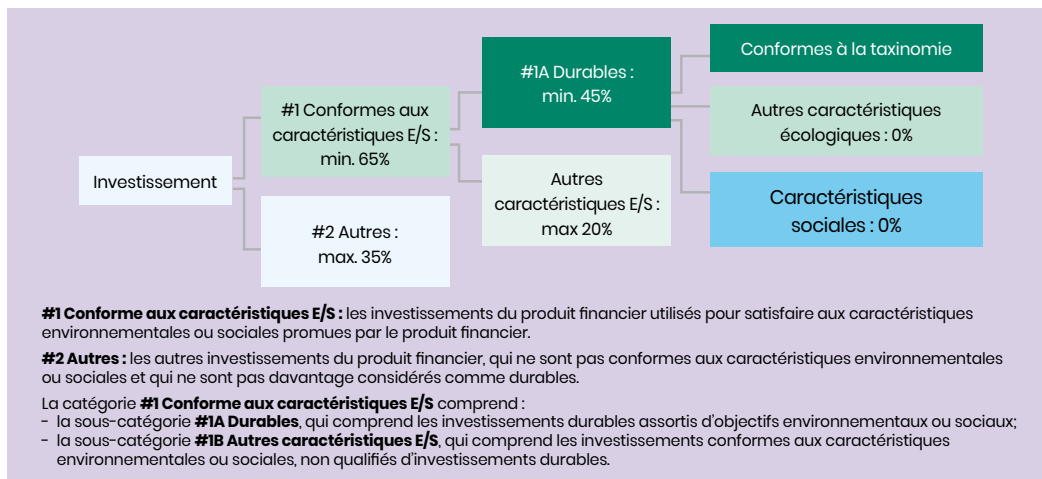 Investissement
#1 Conformes aux
caractéristiques E/S :
min. 65%
#2 Autres :
max. 35%
#1A Durables :
min. 45%
Autres
caractéristiques E/S :
max 20%
Conformes à la taxinomie
Autres caractéristiques
écologiques : 0%
Caractéristiques
sociales : 0%
#1 Conforme aux caractéristiques E/S : les investissements du produit financier utilisés pour satisfaire aux caractéristiques
environnementales ou sociales promues par le produit financier.
#2 Autres : les autres investissements du produit financier, qui ne sont pas conformes aux caractéristiques environnementales
ou sociales et qui ne sont pas davantage considérés comme durables.
La catégorie #1 Conforme aux caractéristiques E/S comprend :
- la sous-catégorie #1A Durables, qui comprend les investissements durables assortis d'objectifs environnementaux ou sociaux;
- la sous-catégorie #1B Autres caractéristiques E/S, qui comprend les investissements conformes aux caractéristiques
environnementales ou sociales, non qualifiés d'investissements durables.